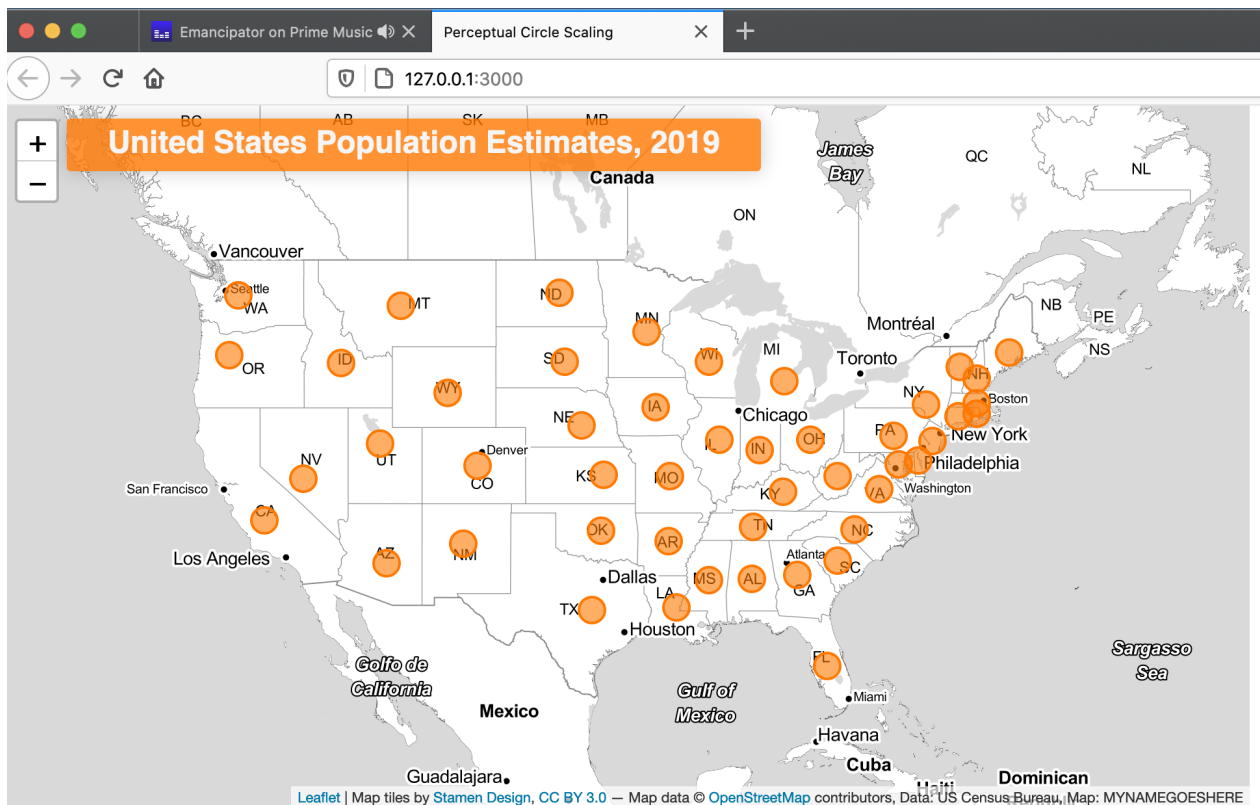 Emancipator on Prime Music
Perceptual Circle Scaling
127.0.0.1:3000
+
−
BC
AB
SK
MB
United States Population Estimates, 2019
Canada
James
Bay
QC
NL
ON
Vancouver
Seattle
WA
MT
ND
MN
NB
PE
NS
Montréal
OR
ID
SD
WI
MI
Toronto
WY
NH
NY
Boston
IA
Chicago
NE
NV
UT
Denver
CO
IL
IN
OH
PA
New York
Philadelphia
San Francisco
KS
MO
KY
VA
Washington
CA
OK
TN
NC
Los Angeles
AZ
NM
AR
Atlanta
SC
Dallas
MS
AL
GA
LA
TX
Houston
FL
Golfo de
California
Gulf of
Mexico
Sargasso
Sea
Miami
Mexico
Havana
Cuba
Guadalajara
Haiti
Dominican
Leaflet | Map tiles by Stamen Design, CC BY 3.0 — Map data © OpenStreetMap contributors, Data: US Census Bureau, Map: MYNAMEGOESHERE